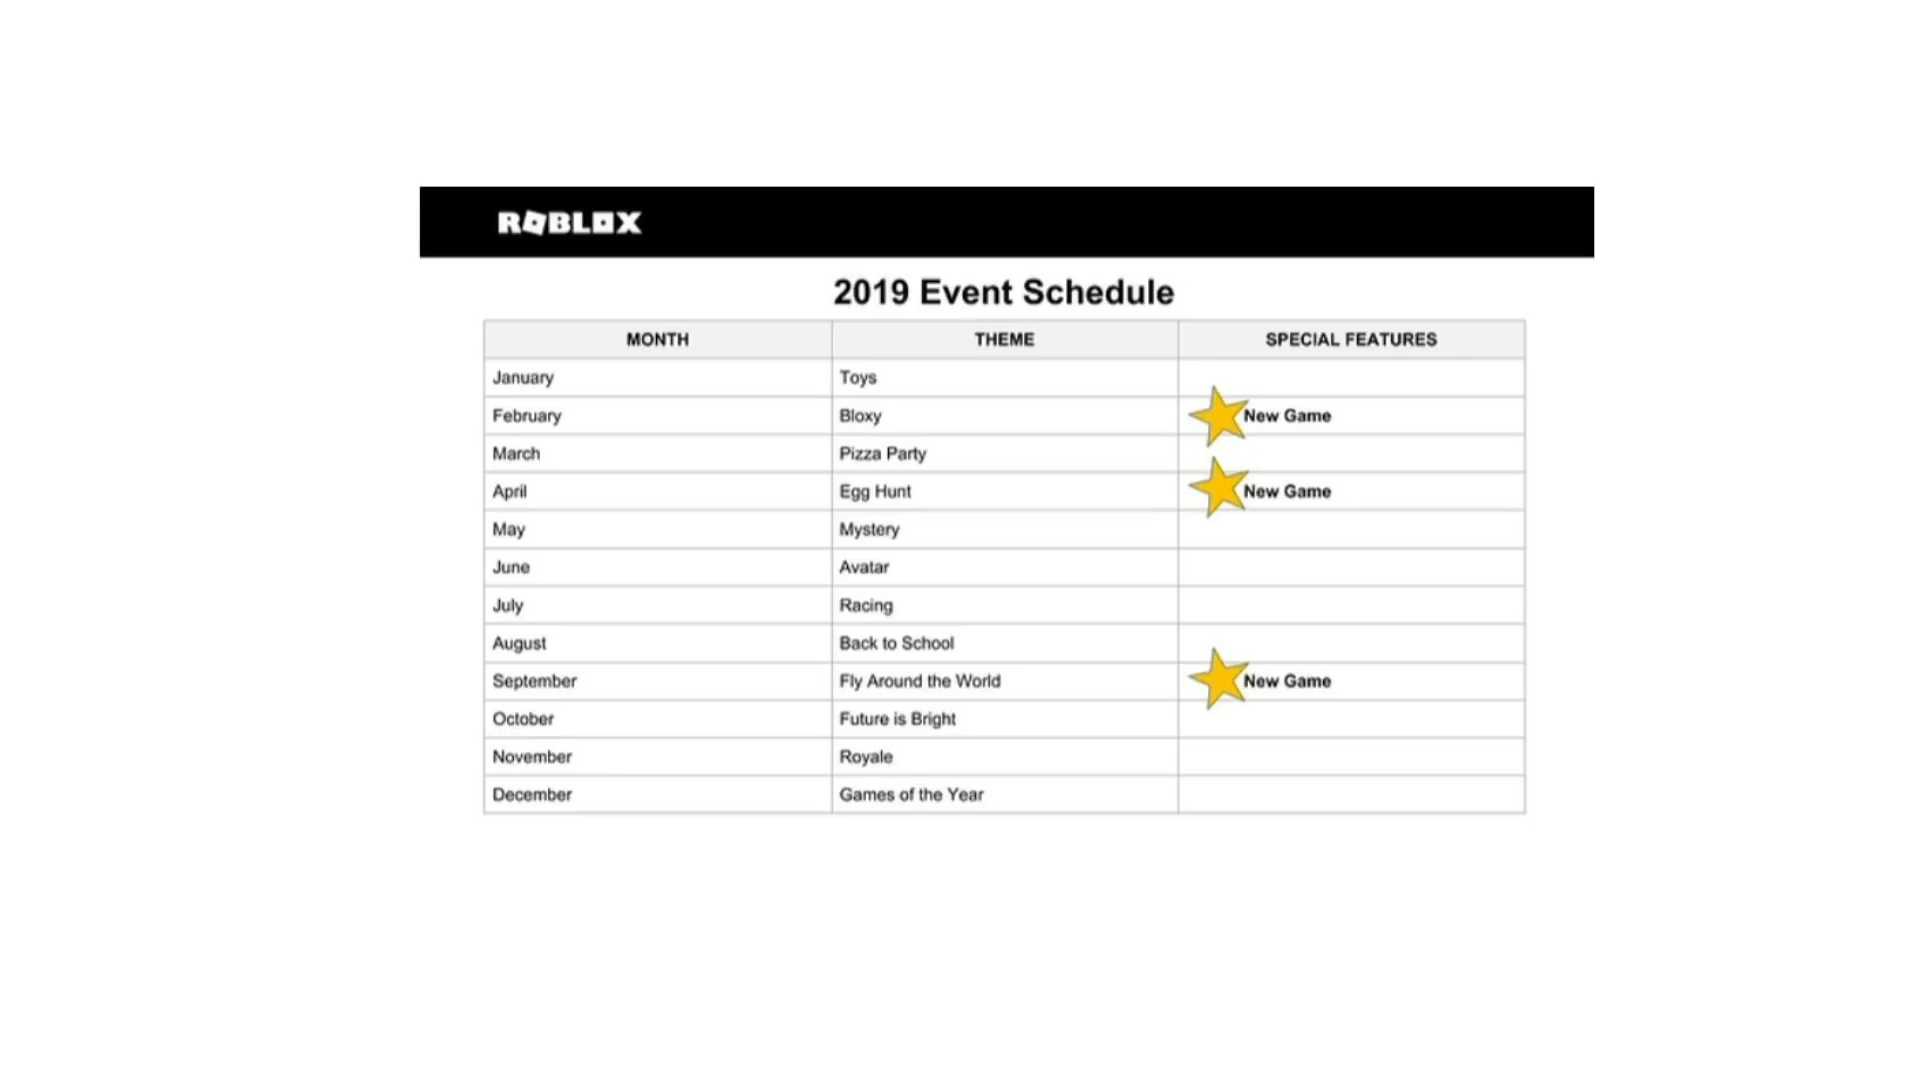 ROBLOX
2019 Event Schedule
MONTH THEME SPECIAL FEATURES
January Toys
February Bloxy New Game
March Pizza Party
April Egg Hunt New Game
May Mystery
June Avatar
July Racing
August Back to School
September Fly Around the World New Game
October Future is Bright
November Royale
December Games of the Year